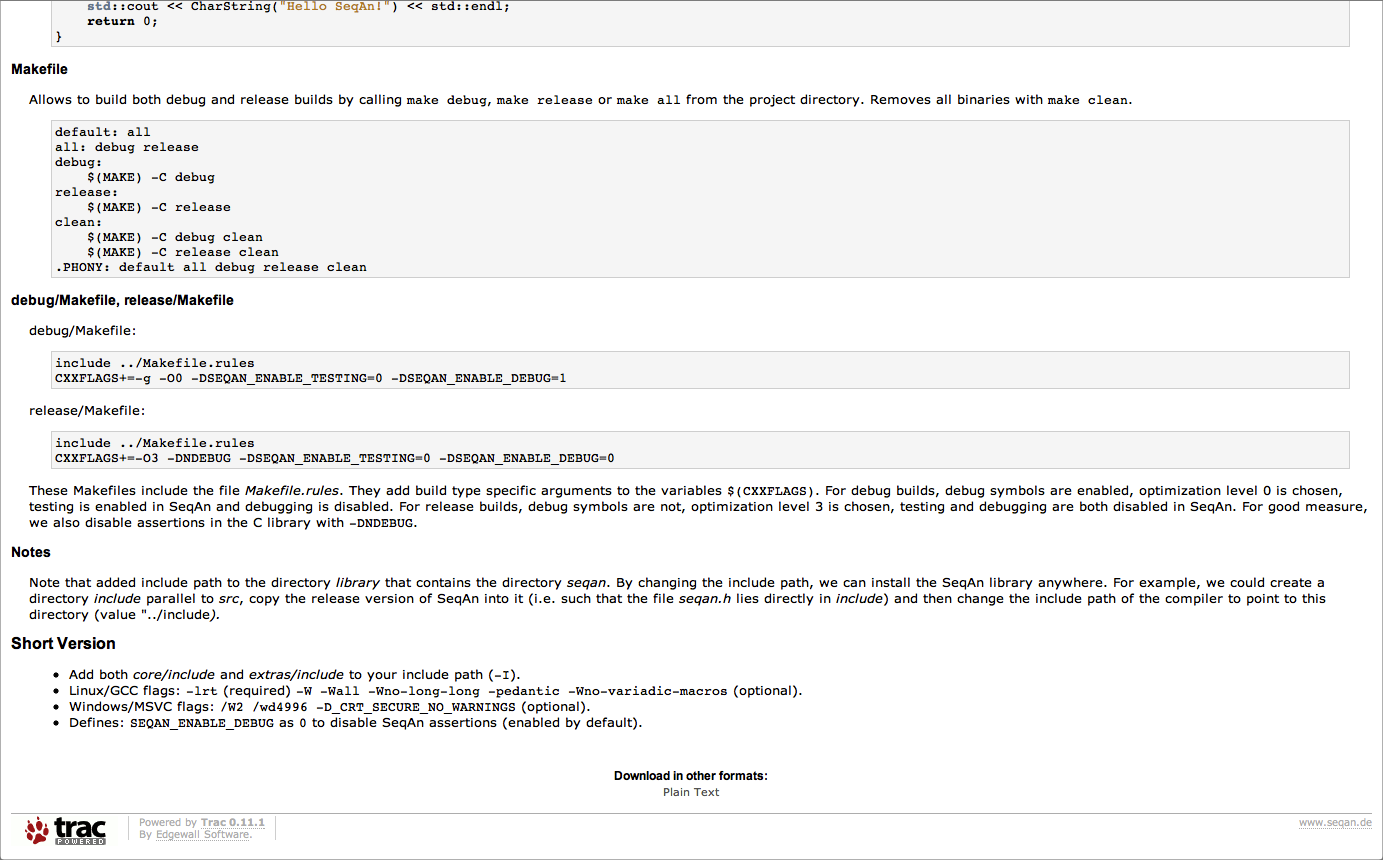 std::cout << CharString("Hello SeqAn!") << std::endl;
return 0;
}
Makefile
Allows to build both debug and release builds by calling make debug, make release or make all from the project directory. Removes all binaries with make clean.
default: all
all: debug release
debug:
$(MAKE) -C debug
release:
$(MAKE) -C release
clean:
$(MAKE) -C debug clean
$(MAKE) -C release clean
.PHONY: default all debug release clean
debug/Makefile, release/Makefile
debug/Makefile:
include ../Makefile.rules
CXXFLAGS+=-g -O0 -DSEQAN_ENABLE_TESTING=0 -DSEQAN_ENABLE_DEBUG=1
release/Makefile:
include ../Makefile.rules
CXXFLAGS+=-O3 -DNDEBUG -DSEQAN_ENABLE_TESTING=0 -DSEQAN_ENABLE_DEBUG=0
These Makefiles include the file Makefile.rules. They add build type specific arguments to the variables $(CXXFLAGS). For debug builds, debug symbols are enabled, optimization level 0 is chosen,
testing is enabled in SeqAn and debugging is disabled. For release builds, debug symbols are not, optimization level 3 is chosen, testing and debugging are both disabled in SeqAn. For good measure,
we also disable assertions in the C library with -DNDEBUG.
Notes
Note that added include path to the directory library that contains the directory seqan. By changing the include path, we can install the SeqAn library anywhere. For example, we could create a
directory include parallel to src, copy the release version of SeqAn into it (i.e. such that the file seqan.h lies directly in include) and then change the include path of the compiler to point to this
directory (value "../include).
Short Version
• Add both core/include and extras/include to your include path (-I).
• Linux/GCC flags: -lrt (required) -W -Wall -Wno-long-long -pedantic -Wno-variadic-macros (optional).
• Windows/MSVC flags: /W2 /wd4996 -D_CRT_SECURE_NO_WARNINGS (optional).
• Defines: SEQAN_ENABLE_DEBUG as 0 to disable SeqAn assertions (enabled by default).
Download in other formats:
Plain Text
trac
POWERED
Powered by Trac 0.11.1
By Edgewall Software.
www.seqan.de